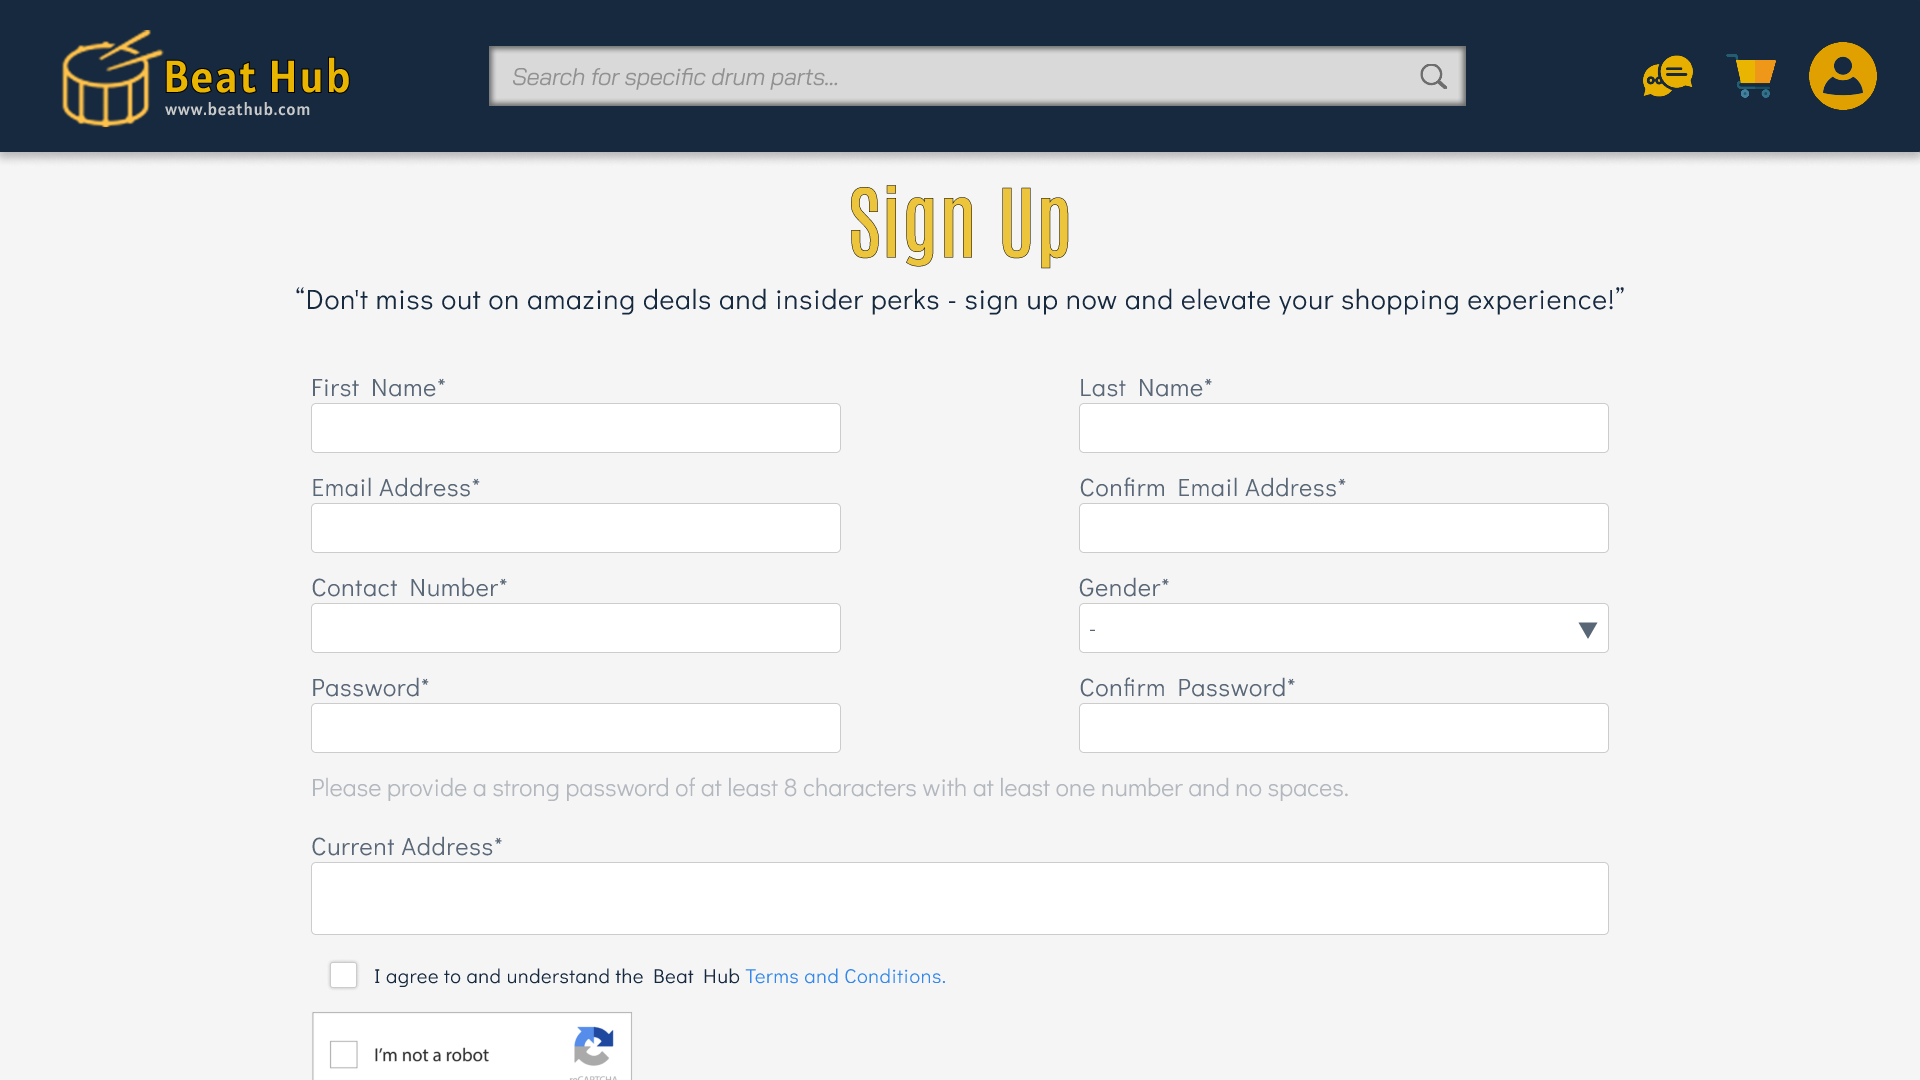 Beat Hub
www.beathub.com
Search for specific drum parts...
Sign Up
“Don't miss out on amazing deals and insider perks - sign up now and elevate your shopping experience!”
First Name*
Last Name*
Email Address*
Confirm Email Address*
Contact Number*
Gender*
-
Password*
Confirm Password*
Please provide a strong password of at least 8 characters with at least one number and no spaces.
Current Address*
I agree to and understand the Beat Hub Terms and Conditions.
I'm not a robot
reCAPTCHA